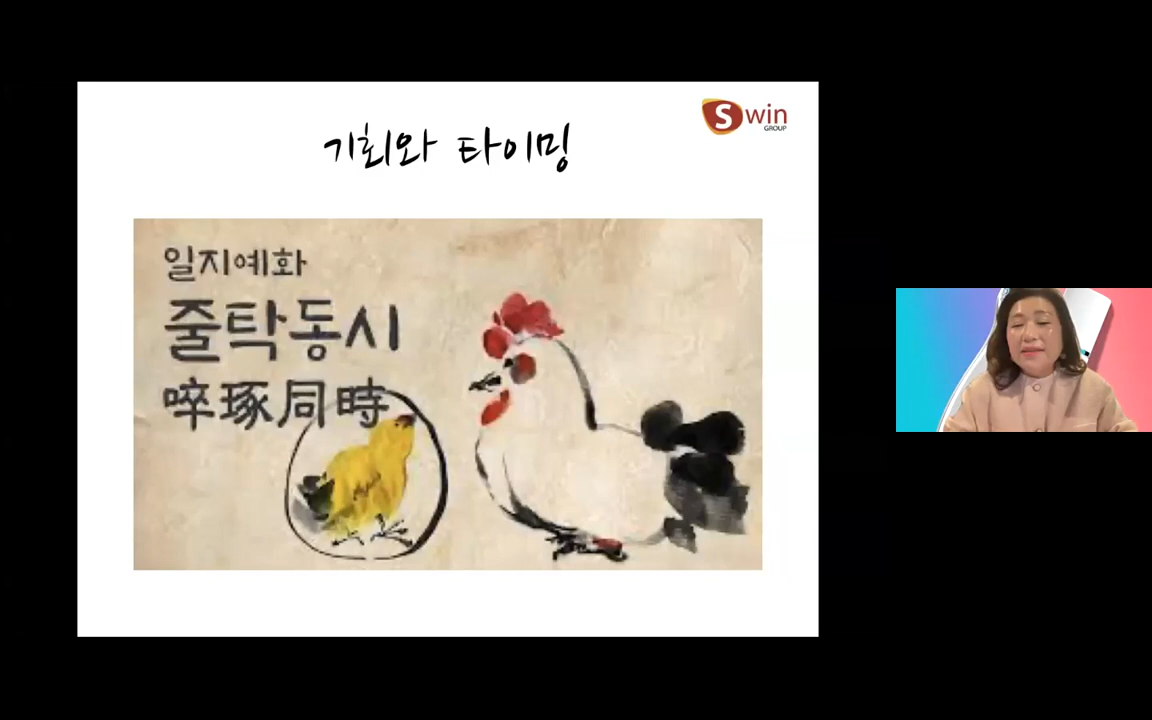 기회와 타이밍
S win
GROUP
일지예화
줄탁동시
啐琢同時